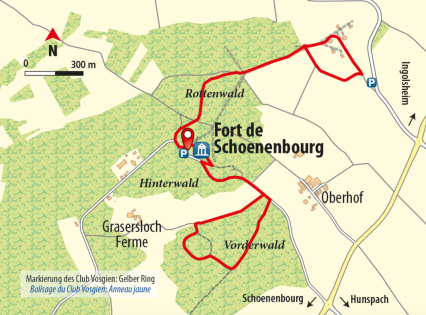 N
0
300 m
P
Ingolsheim
Rottenwald
Fort de
Schoenenbourg
P
Hinterwald
Oberhof
Grasersloch
Ferme
Vorderwald
Markierung des Club Vosgien: Gelber Ring
Balisage du Club Vosgien: Anneau jaune
Schoenenbourg
Hunspach